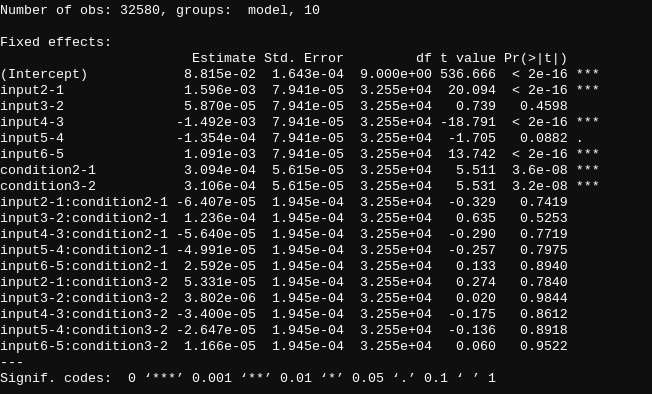 Number of obs: 32580, groups:  model, 10

Fixed effects:
                        Estimate Std. Error         df t value Pr(>|t|)
(Intercept)            8.815e-02  1.643e-04  9.000e+00 536.666  < 2e-16 ***
input2-1               1.596e-03  7.941e-05  3.255e+04  20.094  < 2e-16 ***
input3-2               5.870e-05  7.941e-05  3.255e+04   0.739   0.4598
input4-3              -1.492e-03  7.941e-05  3.255e+04 -18.791  < 2e-16 ***
input5-4              -1.354e-04  7.941e-05  3.255e+04  -1.705   0.0882 .
input6-5               1.091e-03  7.941e-05  3.255e+04  13.742  < 2e-16 ***
condition2-1           3.094e-04  5.615e-05  3.255e+04   5.511  3.6e-08 ***
condition3-2           3.106e-04  5.615e-05  3.255e+04   5.531  3.2e-08 ***
input2-1:condition2-1 -6.407e-05  1.945e-04  3.255e+04  -0.329   0.7419
input3-2:condition2-1  1.236e-04  1.945e-04  3.255e+04   0.635   0.5253
input4-3:condition2-1 -5.640e-05  1.945e-04  3.255e+04  -0.290   0.7719
input5-4:condition2-1 -4.991e-05  1.945e-04  3.255e+04  -0.257   0.7975
input6-5:condition2-1  2.592e-05  1.945e-04  3.255e+04   0.133   0.8940
input2-1:condition3-2  5.331e-05  1.945e-04  3.255e+04   0.274   0.7840
input3-2:condition3-2  3.802e-06  1.945e-04  3.255e+04   0.020   0.9844
input4-3:condition3-2 -3.400e-05  1.945e-04  3.255e+04  -0.175   0.8612
input5-4:condition3-2 -2.647e-05  1.945e-04  3.255e+04  -0.136   0.8918
input6-5:condition3-2  1.166e-05  1.945e-04  3.255e+04   0.060   0.9522
---
Signif. codes:  0 ‘***’ 0.001 ‘**’ 0.01 ‘*’ 0.05 ‘.’ 0.1 ‘ ’ 1